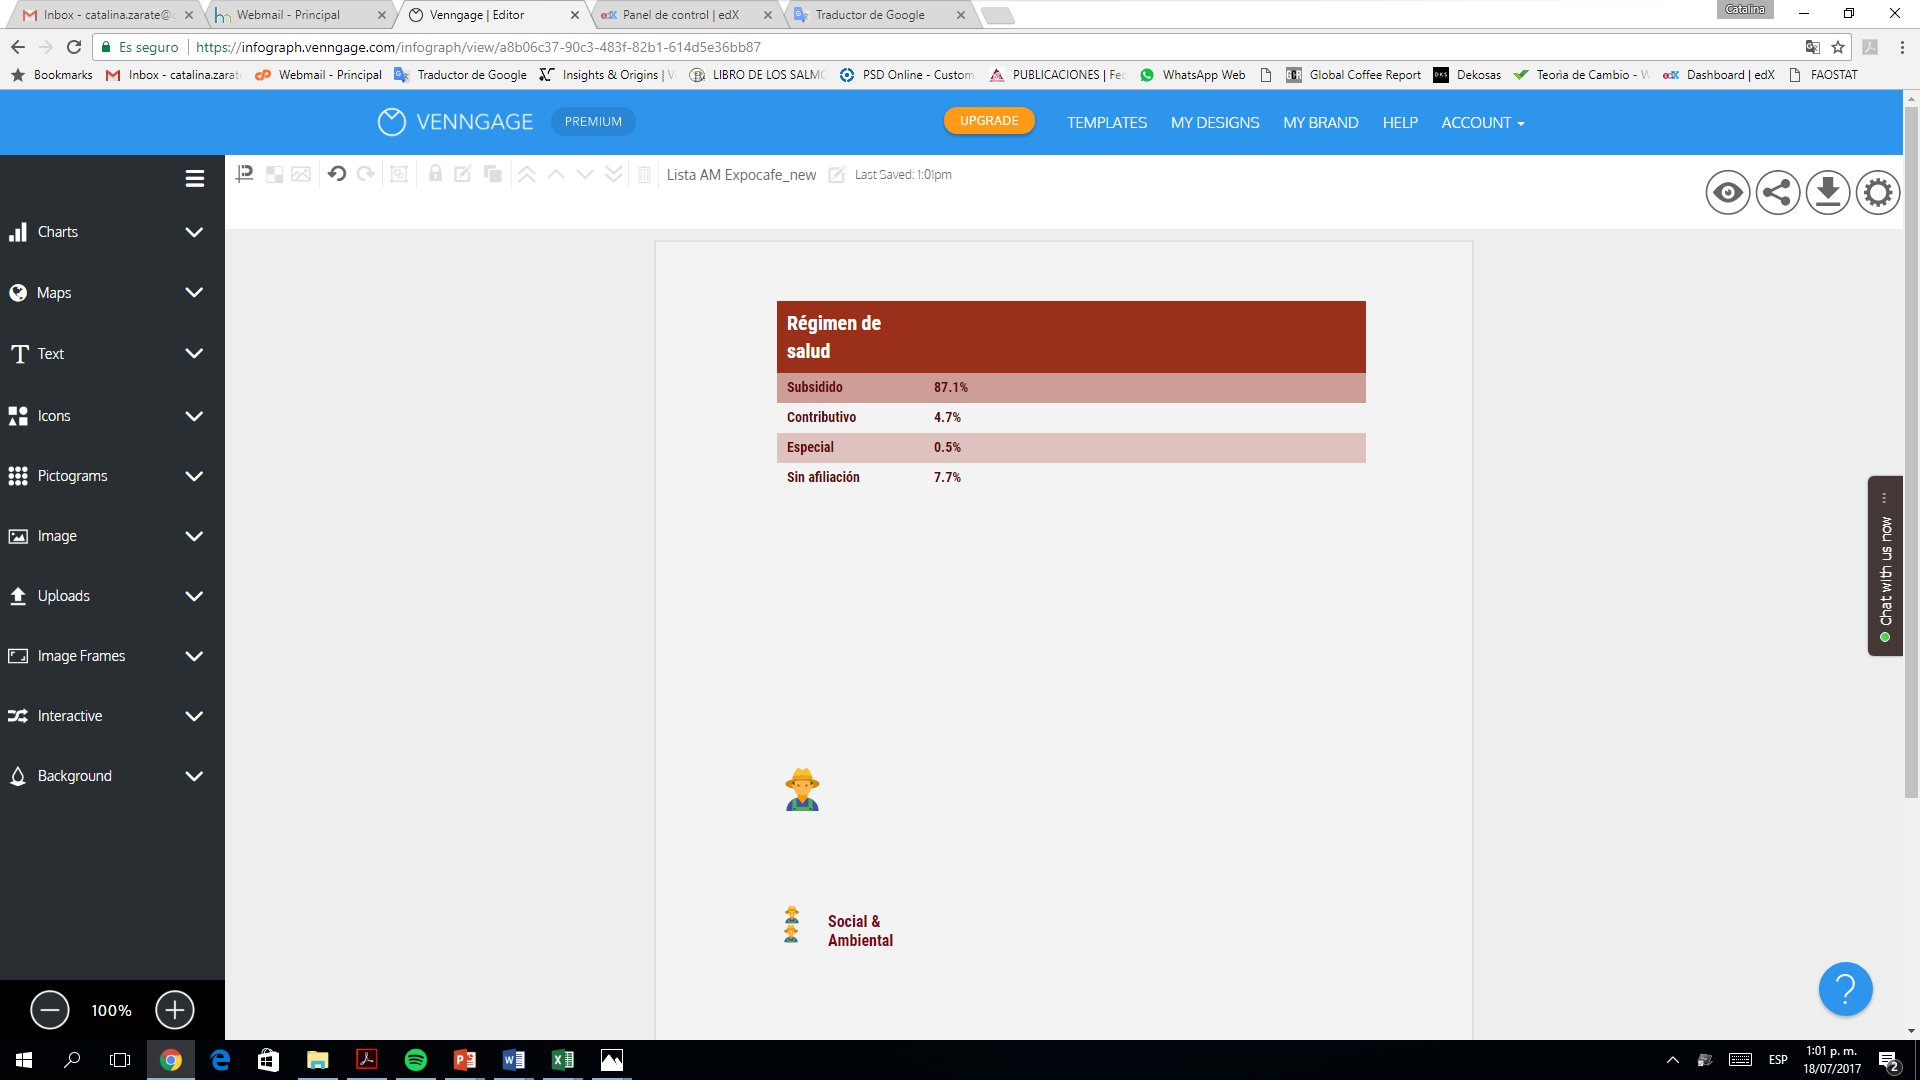 Inbox - catalina.zarate@
Webmail - Principal
Venngage | Editor
edX
Panel de control | edX
Traductor de Google
Catalina
Es seguro
https://infograph.venngage.com/infograph/view/a8b06c37-90c3-483f-82b1-614d5e36bb87
Bookmarks
Inbox - catalina.zarat
Webmail - Principal
Traductor de Google
Insights & Origins |
LIBRO DE LOS SALMO
PSD Online - Custom
PUBLICACIONES | Fe
WhatsApp Web
Global Coffee Report
DKS
Dekosas
Teoria de Cambio -
edX
Dashboard | edX
FAOSTAT
VENNGAGE
PREMIUM
UPGRADE
TEMPLATES
MY DESIGNS
MY BRAND
HELP
ACCOUNT
Lista AM Expocafe_new
Last Saved: 1:01pm
Charts
Maps
Text
Icons
Pictograms
Image
Uploads
Image Frames
Interactive
Background
Régimen de
salud
Subsidido 87.1%
Contributivo 4.7%
Especial 0.5%
Sin afiliación 7.7%
Social &
Ambiental
Chat with us now
100%
ESP
1:01 p. m.
18/07/2017
2